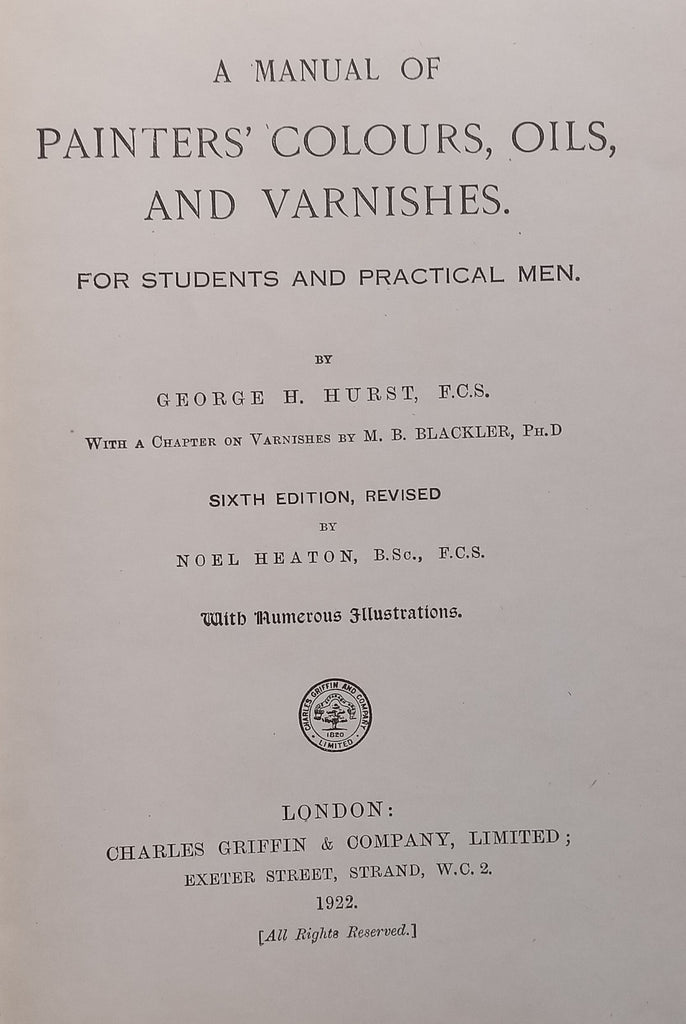 A MANUAL OF
PAINTERS' COLOURS, OILS,
AND VARNISHES.
FOR STUDENTS AND PRACTICAL MEN.
BY
GEORGE H. HURST, F.C.S.
WITH A CHAPTER ON VARNISHES BY M. B. BLACKLER, PH.D
SIXTH EDITION, REVISED
BY
NOEL HEATON, B.Sc., F.C.S.
With Numerous Illustrations.
CHARLES GRIFFIN AND COMPANY
1820
LIMITED
LONDON:
CHARLES GRIFFIN & COMPANY, LIMITED;
EXETER STREET, STRAND, W.C. 2.
1922.
[All Rights Reserved.]